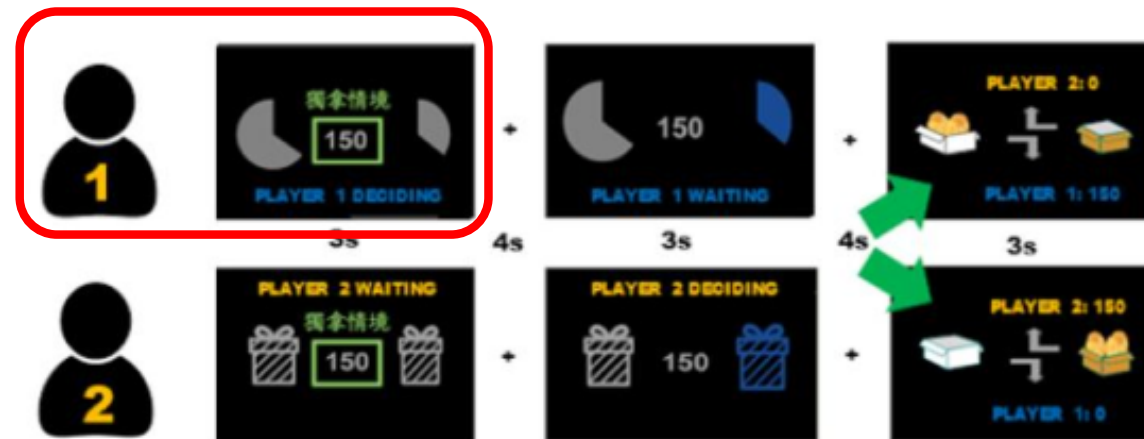 1
獨拿情境
150
PLAYER 1 DECIDING
+
150
PLAYER 1 WAITING
+
PLAYER 2: 0
PLAYER 1: 150
3s
4s
3s
4s
3s
2
PLAYER 2 WAITING
獨拿情境
150
+
PLAYER 2 DECIDING
150
+
PLAYER 2: 150
PLAYER 1: 0